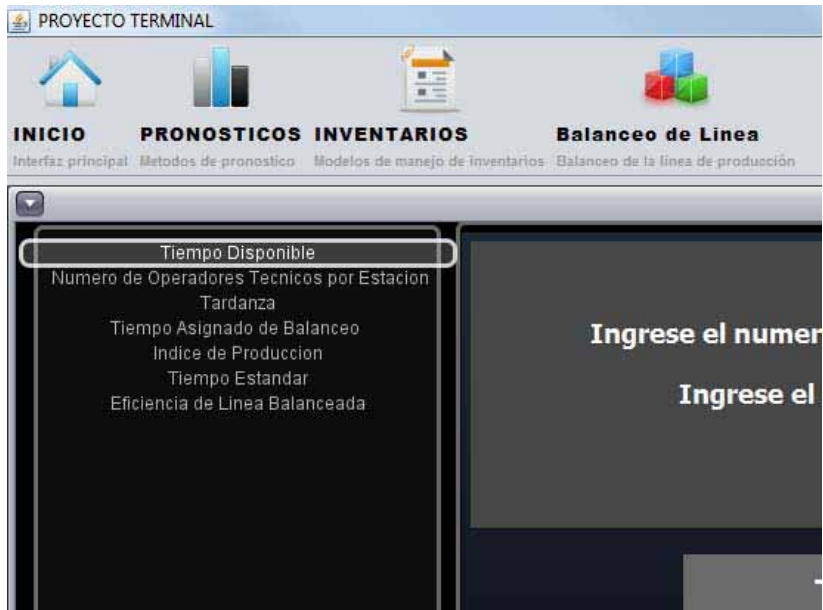 PROYECTO TERMINAL
INICIO PRONOSTICOS INVENTARIOS Balanceo de Linea
Interfaz principal Metodos de pronostico Modelos de manejo de inventarios Balanceo de la línea de producción
Tiempo Disponible
Numero de Operadores Tecnicos por Estacion
Tardanza
Tiempo Asignado de Balanceo
Indice de Produccion
Tiempo Estandar
Eficiencia de Linea Balanceada
Ingrese el numer
Ingrese el